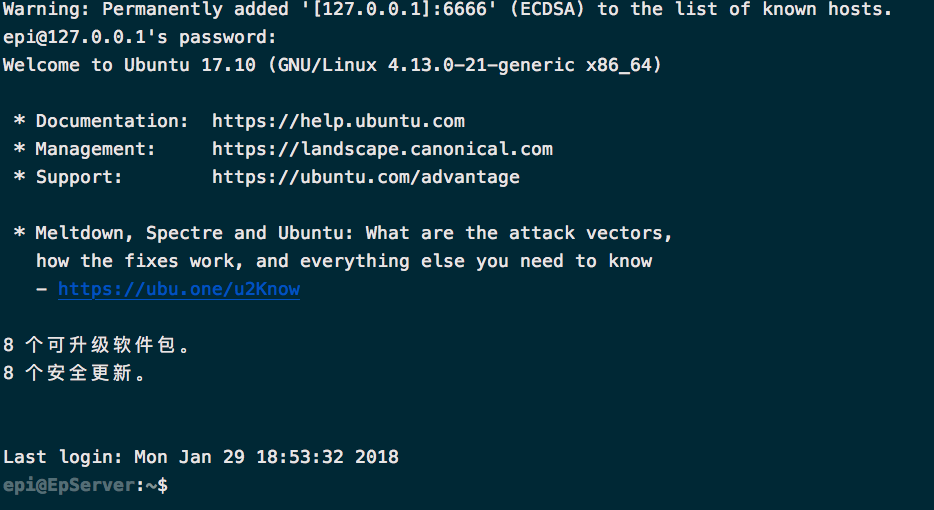 Warning: Permanently added '[127.0.0.1]:6666' (ECDSA) to the list of known hosts.
epi@127.0.0.1's password:
Welcome to Ubuntu 17.10 (GNU/Linux 4.13.0-21-generic x86_64)
* Documentation:  https://help.ubuntu.com
* Management:     https://landscape.canonical.com
* Support:        https://ubuntu.com/advantage
* Meltdown, Spectre and Ubuntu: What are the attack vectors,
how the fixes work, and everything else you need to know
- https://ubu.one/u2Know
8 个可升级软件包。
8 个安全更新。
Last login: Mon Jan 29 18:53:32 2018
epi@EpServer:~$